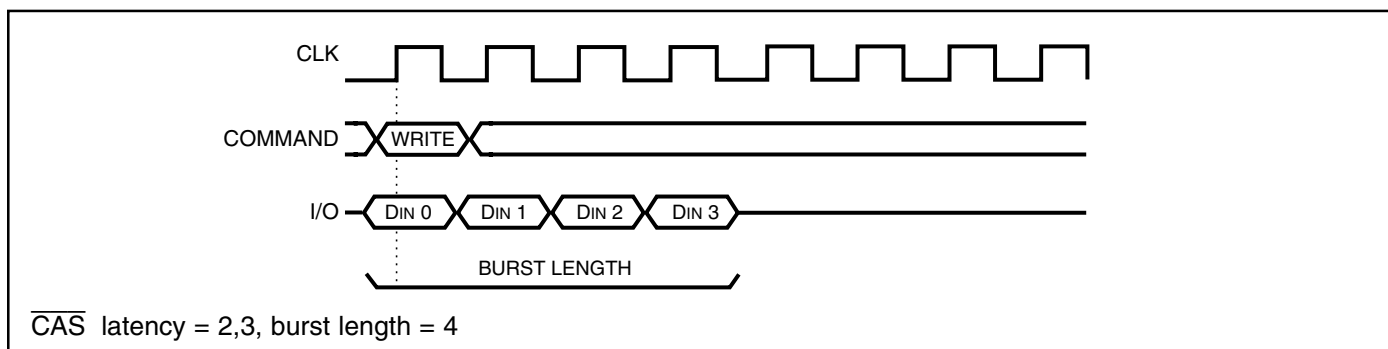 CLK
COMMAND WRITE
I/O DIN 0 DIN 1 DIN 2 DIN 3
BURST LENGTH
CAS latency = 2,3, burst length = 4